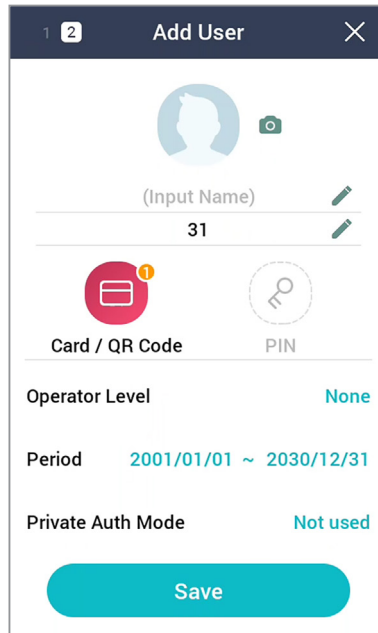 1 2 Add User
(Input Name)
31
1
Card / QR Code PIN
Operator Level None
Period 2001/01/01 ~ 2030/12/31
Private Auth Mode Not used
Save